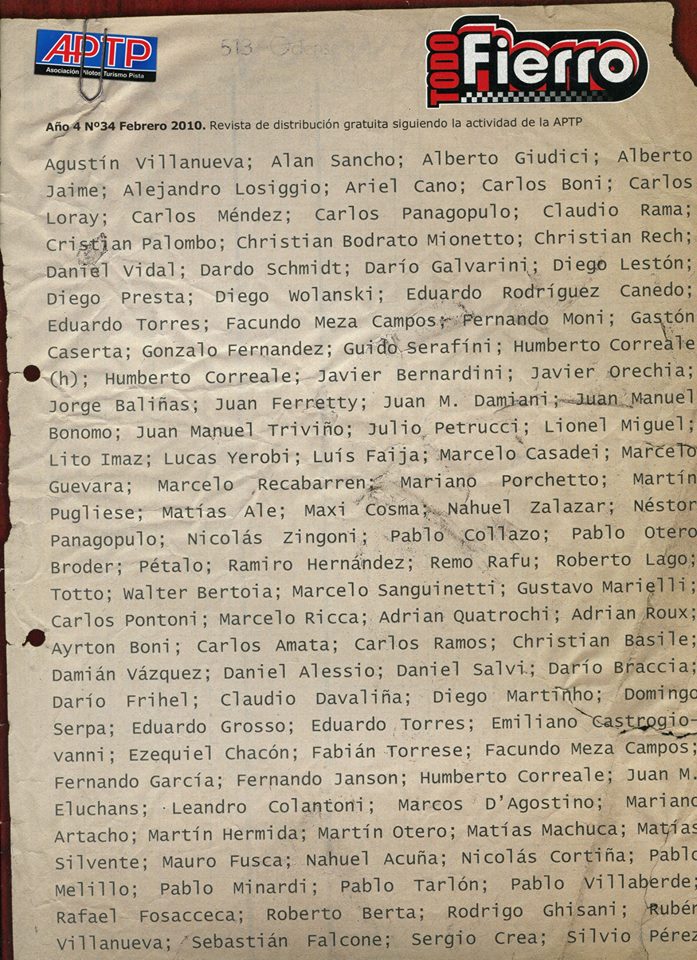 APTP
Asociación Pilotos Turismo Pista
TODO Fierro
Año 4 Nº34 Febrero 2010. Revista de distribución gratuita siguiendo la actividad de la APTP
Agustín Villanueva; Alan Sancho; Alberto Giudici; Alberto
Jaime; Alejandro Losiggio; Ariel Cano; Carlos Boni; Carlos
Loray; Carlos Méndez; Carlos Panagopulo; Claudio Rama;
Cristian Palombo; Christian Bodrato Mionetto; Christian Rech;
Daniel Vidal; Dardo Schmidt; Darío Galvarini; Diego Lestón;
Diego Presta; Diego Wolanski; Eduardo Rodríguez Canedo;
Eduardo Torres; Facundo Meza Campos; Fernando Moni; Gastón
Caserta; Gonzalo Fernandez; Guido Serafíni; Humberto Correale
(h); Humberto Correale; Javier Bernardini; Javier Orechia;
Jorge Baliñas; Juan Ferretty; Juan M. Damiani; Juan Manuel
Bonomo; Juan Manuel Triviño; Julio Petrucci; Lionel Miguel;
Lito Imaz; Lucas Yerobi; Luís Faija; Marcelo Casadei; Marcelo
Guevara; Marcelo Recabarren; Mariano Porchetto; Martín
Pugliese; Matías Ale; Maxi Cosma; Nahuel Zalazar; Néstor
Panagopulo; Nicolás Zingoni; Pablo Collazo; Pablo Otero
Broder; Pétalo; Ramiro Hernández; Remo Rafu; Roberto Lago;
Totto; Walter Bertoia; Marcelo Sanguinetti; Gustavo Marielli;
Carlos Pontoni; Marcelo Ricca; Adrian Quatrochi; Adrian Roux;
Ayrton Boni; Carlos Amata; Carlos Ramos; Christian Basile;
Damián Vázquez; Daniel Alessio; Daniel Salvi; Darío Braccia;
Darío Frihel; Claudio Davaliña; Diego Martinho; Domingo
Serpa; Eduardo Grosso; Eduardo Torres; Emiliano Castrogio-
vanni; Ezequiel Chacón; Fabián Torrese; Facundo Meza Campos;
Fernando García; Fernando Janson; Humberto Correale; Juan M.
Eluchans; Leandro Colantoni; Marcos D'Agostino; Mariano
Artacho; Martín Hermida; Martín Otero; Matías Machuca; Matías
Silvente; Mauro Fusca; Nahuel Acuña; Nicolás Cortiña; Pablo
Melillo; Pablo Minardi; Pablo Tarlón; Pablo Villaberde;
Rafael Fosacceca; Roberto Berta; Rodrigo Ghisani; Rubén
Villanueva; Sebastián Falcone; Sergio Crea; Silvio Pérez